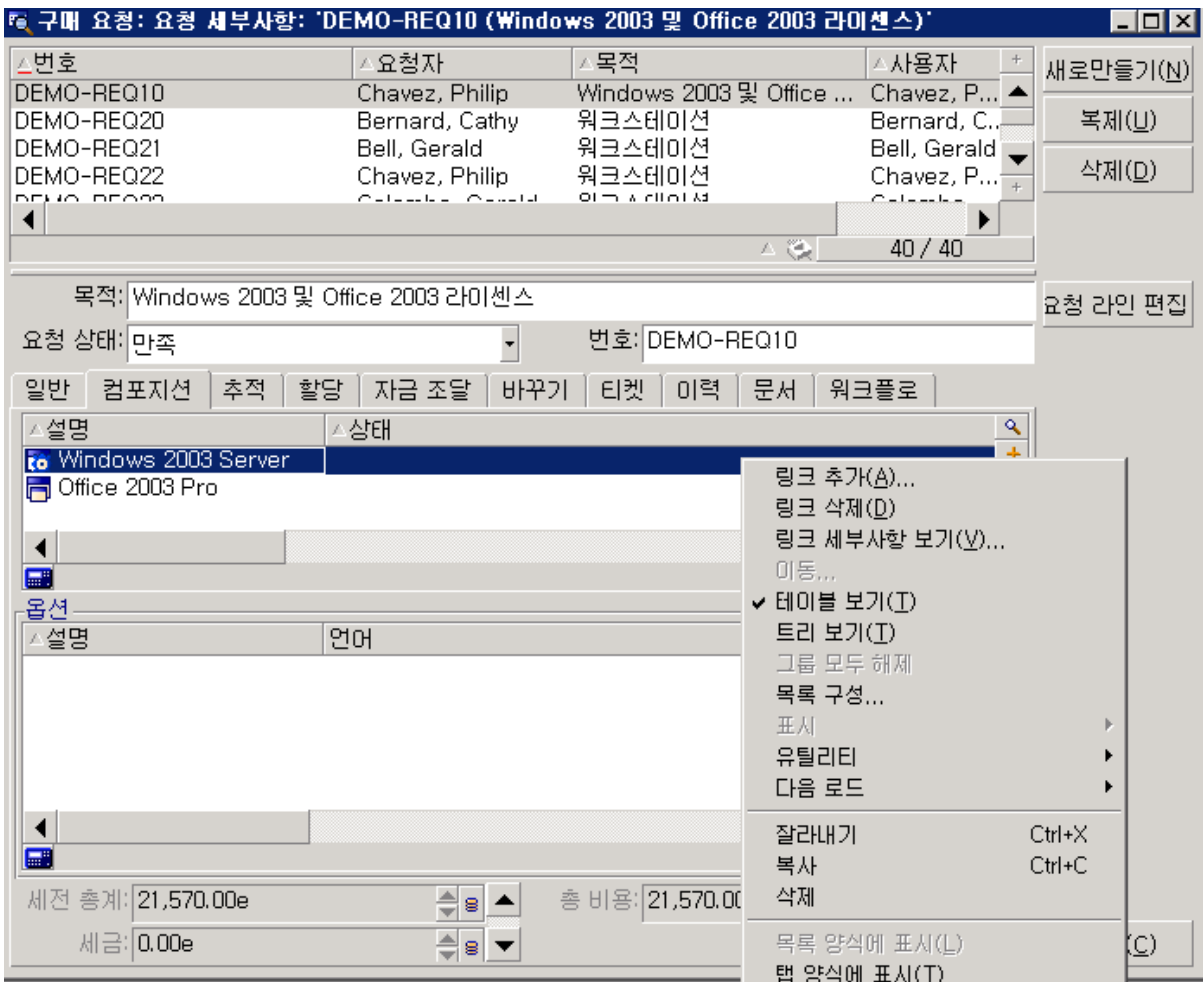 구매 요청: 요청 세부사항: 'DEMO-REQ10 (Windows 2003 및 Office 2003 라이센스)'
번호 요청자 목적 사용자
새로만들기(N)
DEMO-REQ10 Chavez, Philip Windows 2003 및 Office ... Chavez, P...
DEMO-REQ20 Bernard, Cathy 워크스테이션 Bernard, C...
복제(U)
DEMO-REQ21 Bell, Gerald 워크스테이션 Bell, Gerald
DEMO-REQ22 Chavez, Philip 워크스테이션 Chavez, P...
삭제(D)
40 / 40
목적: Windows 2003 및 Office 2003 라이센스
요청 라인 편집
요청 상태: 만족 번호: DEMO-REQ10
일반 컴포지션 추적 할당 자금 조달 바꾸기 티켓 이력 문서 워크플로
설명 상태
Windows 2003 Server
Office 2003 Pro
옵션
설명 언어
세전 총계: 21,570.00e 총 비용: 21,570.00
세금: 0.00e
(C)
링크 추가(A)...
링크 삭제(D)
링크 세부사항 보기(V)...
이동...
테이블 보기(T)
트리 보기(T)
그룹 모두 해제
목록 구성...
표시
유틸리티
다음 로드
잘라내기 Ctrl+X
복사 Ctrl+C
삭제
목록 양식에 표시(L)
탭 양식에 표시(T)